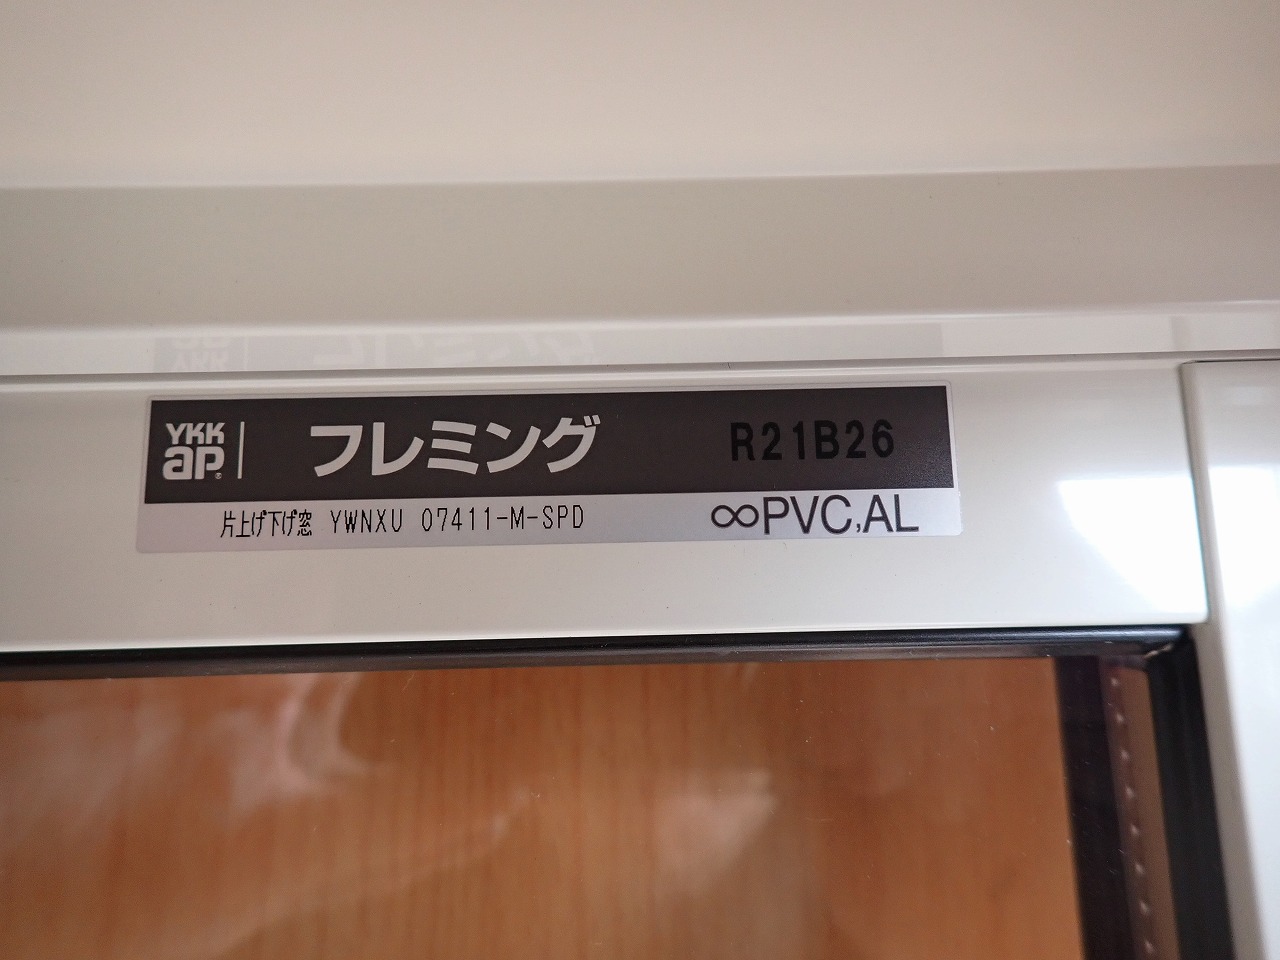 YKK
ap® フレミング R21B26
片上げ下げ窓 YWNXU 07411-M-SPD ∞PVC,AL